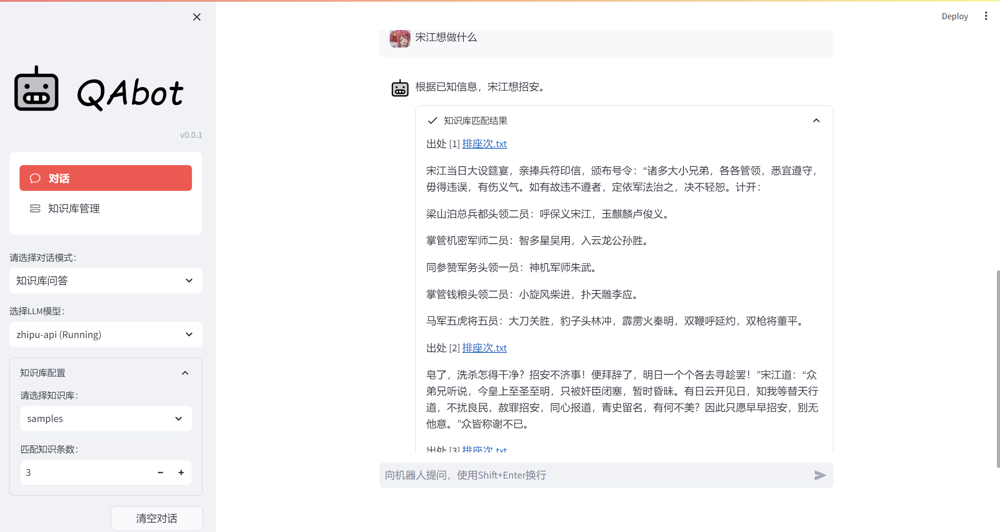 Deploy
QAbot
v0.0.1
对话
知识库管理
请选择对话模式：
知识库问答
选择LLM模型：
zhipu-api (Running)
知识库配置
请选择知识库：
samples
匹配知识条数：
3
清空对话
宋江想做什么
根据已知信息，宋江想招安。
知识库匹配结果
出处 [1] 排座次.txt
宋江当日大设筵宴，亲捧兵符印信，颁布号令：“诸多大小兄弟，各各管领，悉宜遵守，
毋得违误，有伤义气。如有故违不遵者，定依军法治之，决不轻恕。计开：
梁山泊总兵都头领二员：呼保义宋江，玉麒麟卢俊义。
掌管机密军师二员：智多星吴用，入云龙公孙胜。
同参赞军务头领一员：神机军师朱武。
掌管钱粮头领二员：小旋风柴进，扑天雕李应。
马军五虎将五员：大刀关胜，豹子头林冲，霹雳火秦明，双鞭呼延灼，双枪将董平。
出处 [2] 排座次.txt
皂了，洗杀怎得干净？招安不济事！便拜辞了，明日一个个各去寻趁罢！”宋江道：“众
弟兄听说，今皇上至圣至明，只被奸臣闭塞，暂时昏昧。有日云开见日，知我等替天行
道，不扰良民，赦罪招安，同心报道，青史留名，有何不美？因此只愿早早招安，别无
他意。”众皆称谢不已。
出处 [3] 排座次.txt
向机器人提问，使用Shift+Enter换行